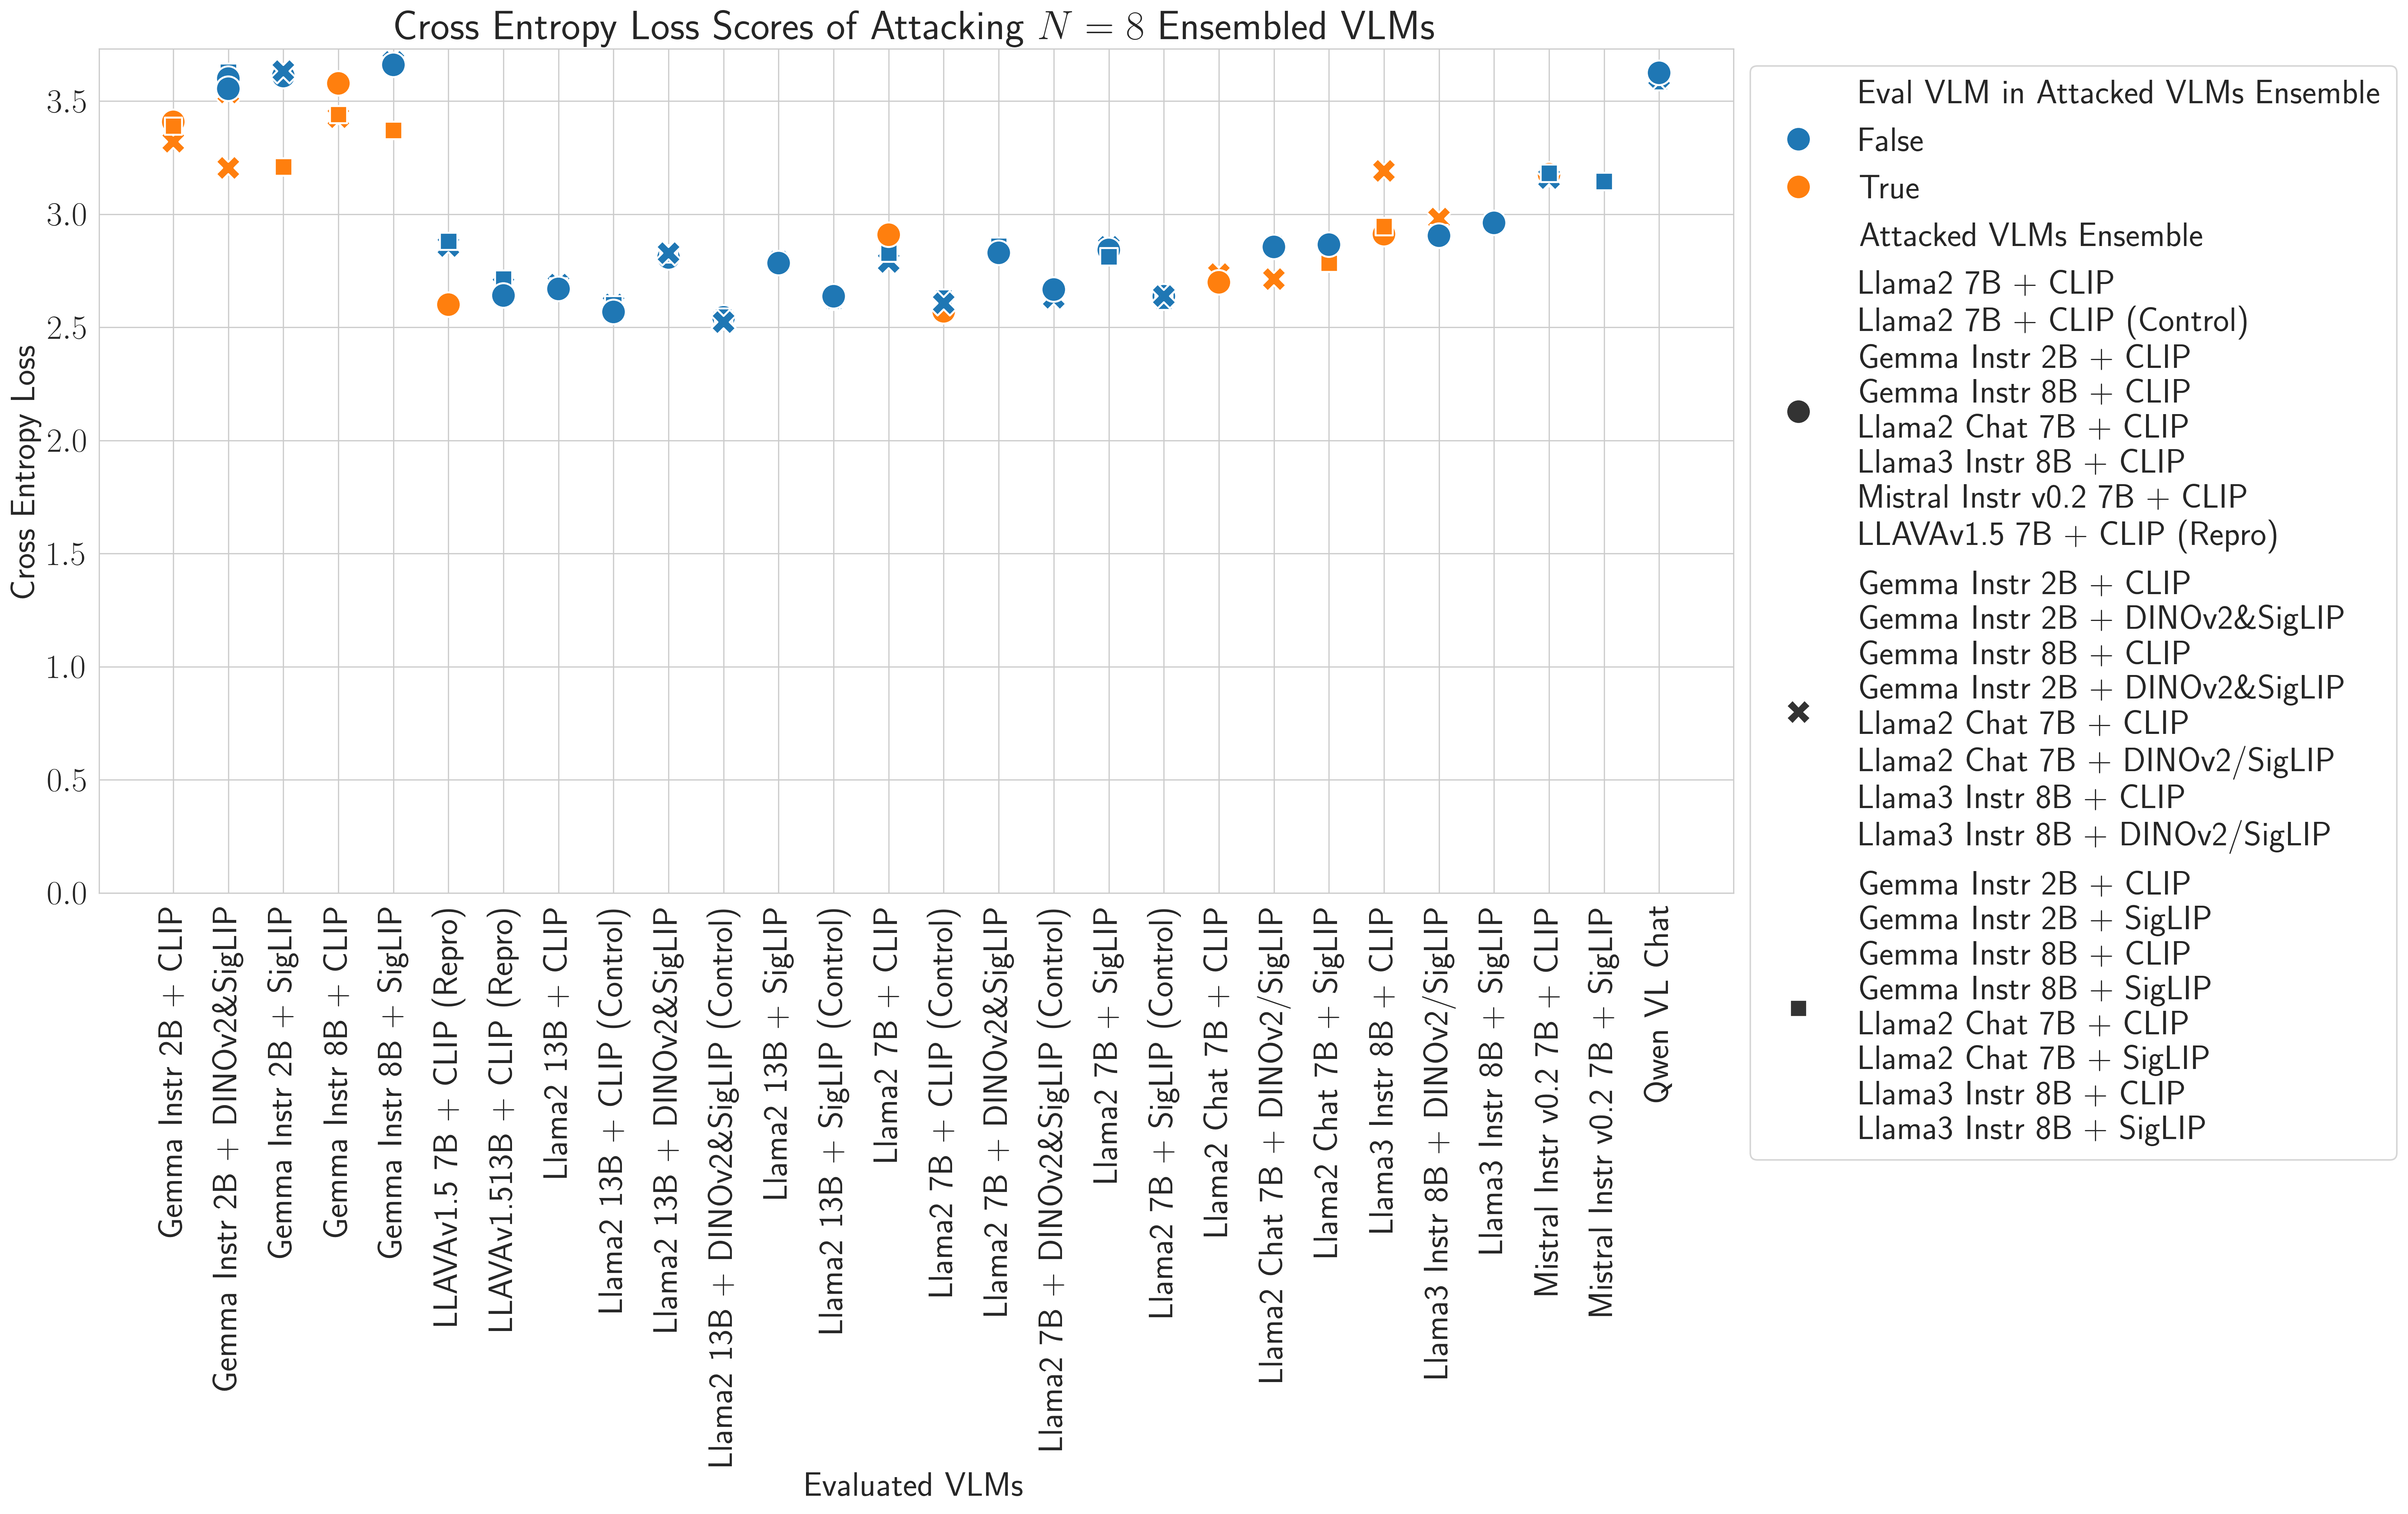 Cross Entropy Loss Scores of Attacking N = 8 Ensembled VLMs
Cross Entropy Loss
3.5
3.0
2.5
2.0
1.5
1.0
0.5
0.0
Gemma Instr 2B + CLIP
Gemma Instr 2B + DINOv2&SigLIP
Gemma Instr 2B + SigLIP
Gemma Instr 8B + CLIP
Gemma Instr 8B + SigLIP
LLAVAv1.5 7B + CLIP (Repro)
LLAVAv1.513B + CLIP (Repro)
Llama2 13B + CLIP
Llama2 13B + CLIP (Control)
Llama2 13B + DINOv2&SigLIP
Llama2 13B + DINOv2&SigLIP (Control)
Llama2 13B + SigLIP
Llama2 13B + SigLIP (Control)
Llama2 7B + CLIP
Llama2 7B + CLIP (Control)
Llama2 7B + DINOv2&SigLIP
Llama2 7B + DINOv2&SigLIP (Control)
Llama2 7B + SigLIP
Llama2 7B + SigLIP (Control)
Llama2 Chat 7B + CLIP
Llama2 Chat 7B + DINOv2/SigLIP
Llama2 Chat 7B + SigLIP
Llama3 Instr 8B + CLIP
Llama3 Instr 8B + DINOv2/SigLIP
Llama3 Instr 8B + SigLIP
Mistral Instr v0.2 7B + CLIP
Mistral Instr v0.2 7B + SigLIP
Qwen VL Chat
Evaluated VLMs
Eval VLM in Attacked VLMs Ensemble
False
True
Attacked VLMs Ensemble
Llama2 7B + CLIP
Llama2 7B + CLIP (Control)
Gemma Instr 2B + CLIP
Gemma Instr 8B + CLIP
Llama2 Chat 7B + CLIP
Llama3 Instr 8B + CLIP
Mistral Instr v0.2 7B + CLIP
LLAVAv1.5 7B + CLIP (Repro)
Gemma Instr 2B + CLIP
Gemma Instr 2B + DINOv2&SigLIP
Gemma Instr 8B + CLIP
Gemma Instr 2B + DINOv2&SigLIP
Llama2 Chat 7B + CLIP
Llama2 Chat 7B + DINOv2/SigLIP
Llama3 Instr 8B + CLIP
Llama3 Instr 8B + DINOv2/SigLIP
Gemma Instr 2B + CLIP
Gemma Instr 2B + SigLIP
Gemma Instr 8B + CLIP
Gemma Instr 8B + SigLIP
Llama2 Chat 7B + CLIP
Llama2 Chat 7B + SigLIP
Llama3 Instr 8B + CLIP
Llama3 Instr 8B + SigLIP